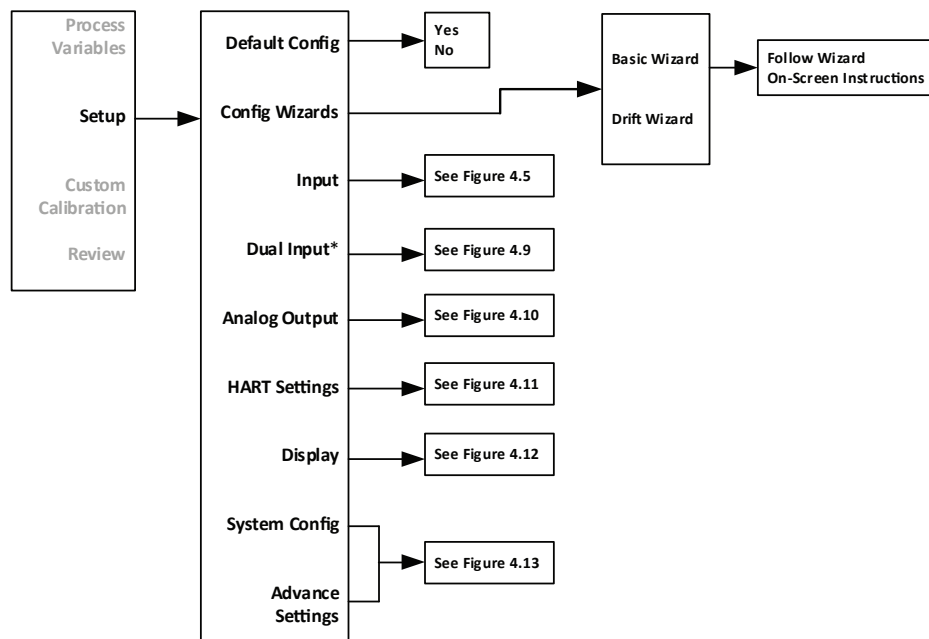 Process
Variables
Setup
Custom
Calibration
Review
Default Config
Config Wizards
Input
Dual Input*
Analog Output
HART Settings
Display
System Config
Advance
Settings
Yes
No
See Figure 4.5
See Figure 4.9
See Figure 4.10
See Figure 4.11
See Figure 4.12
See Figure 4.13
Basic Wizard
Drift Wizard
Follow Wizard
On-Screen Instructions